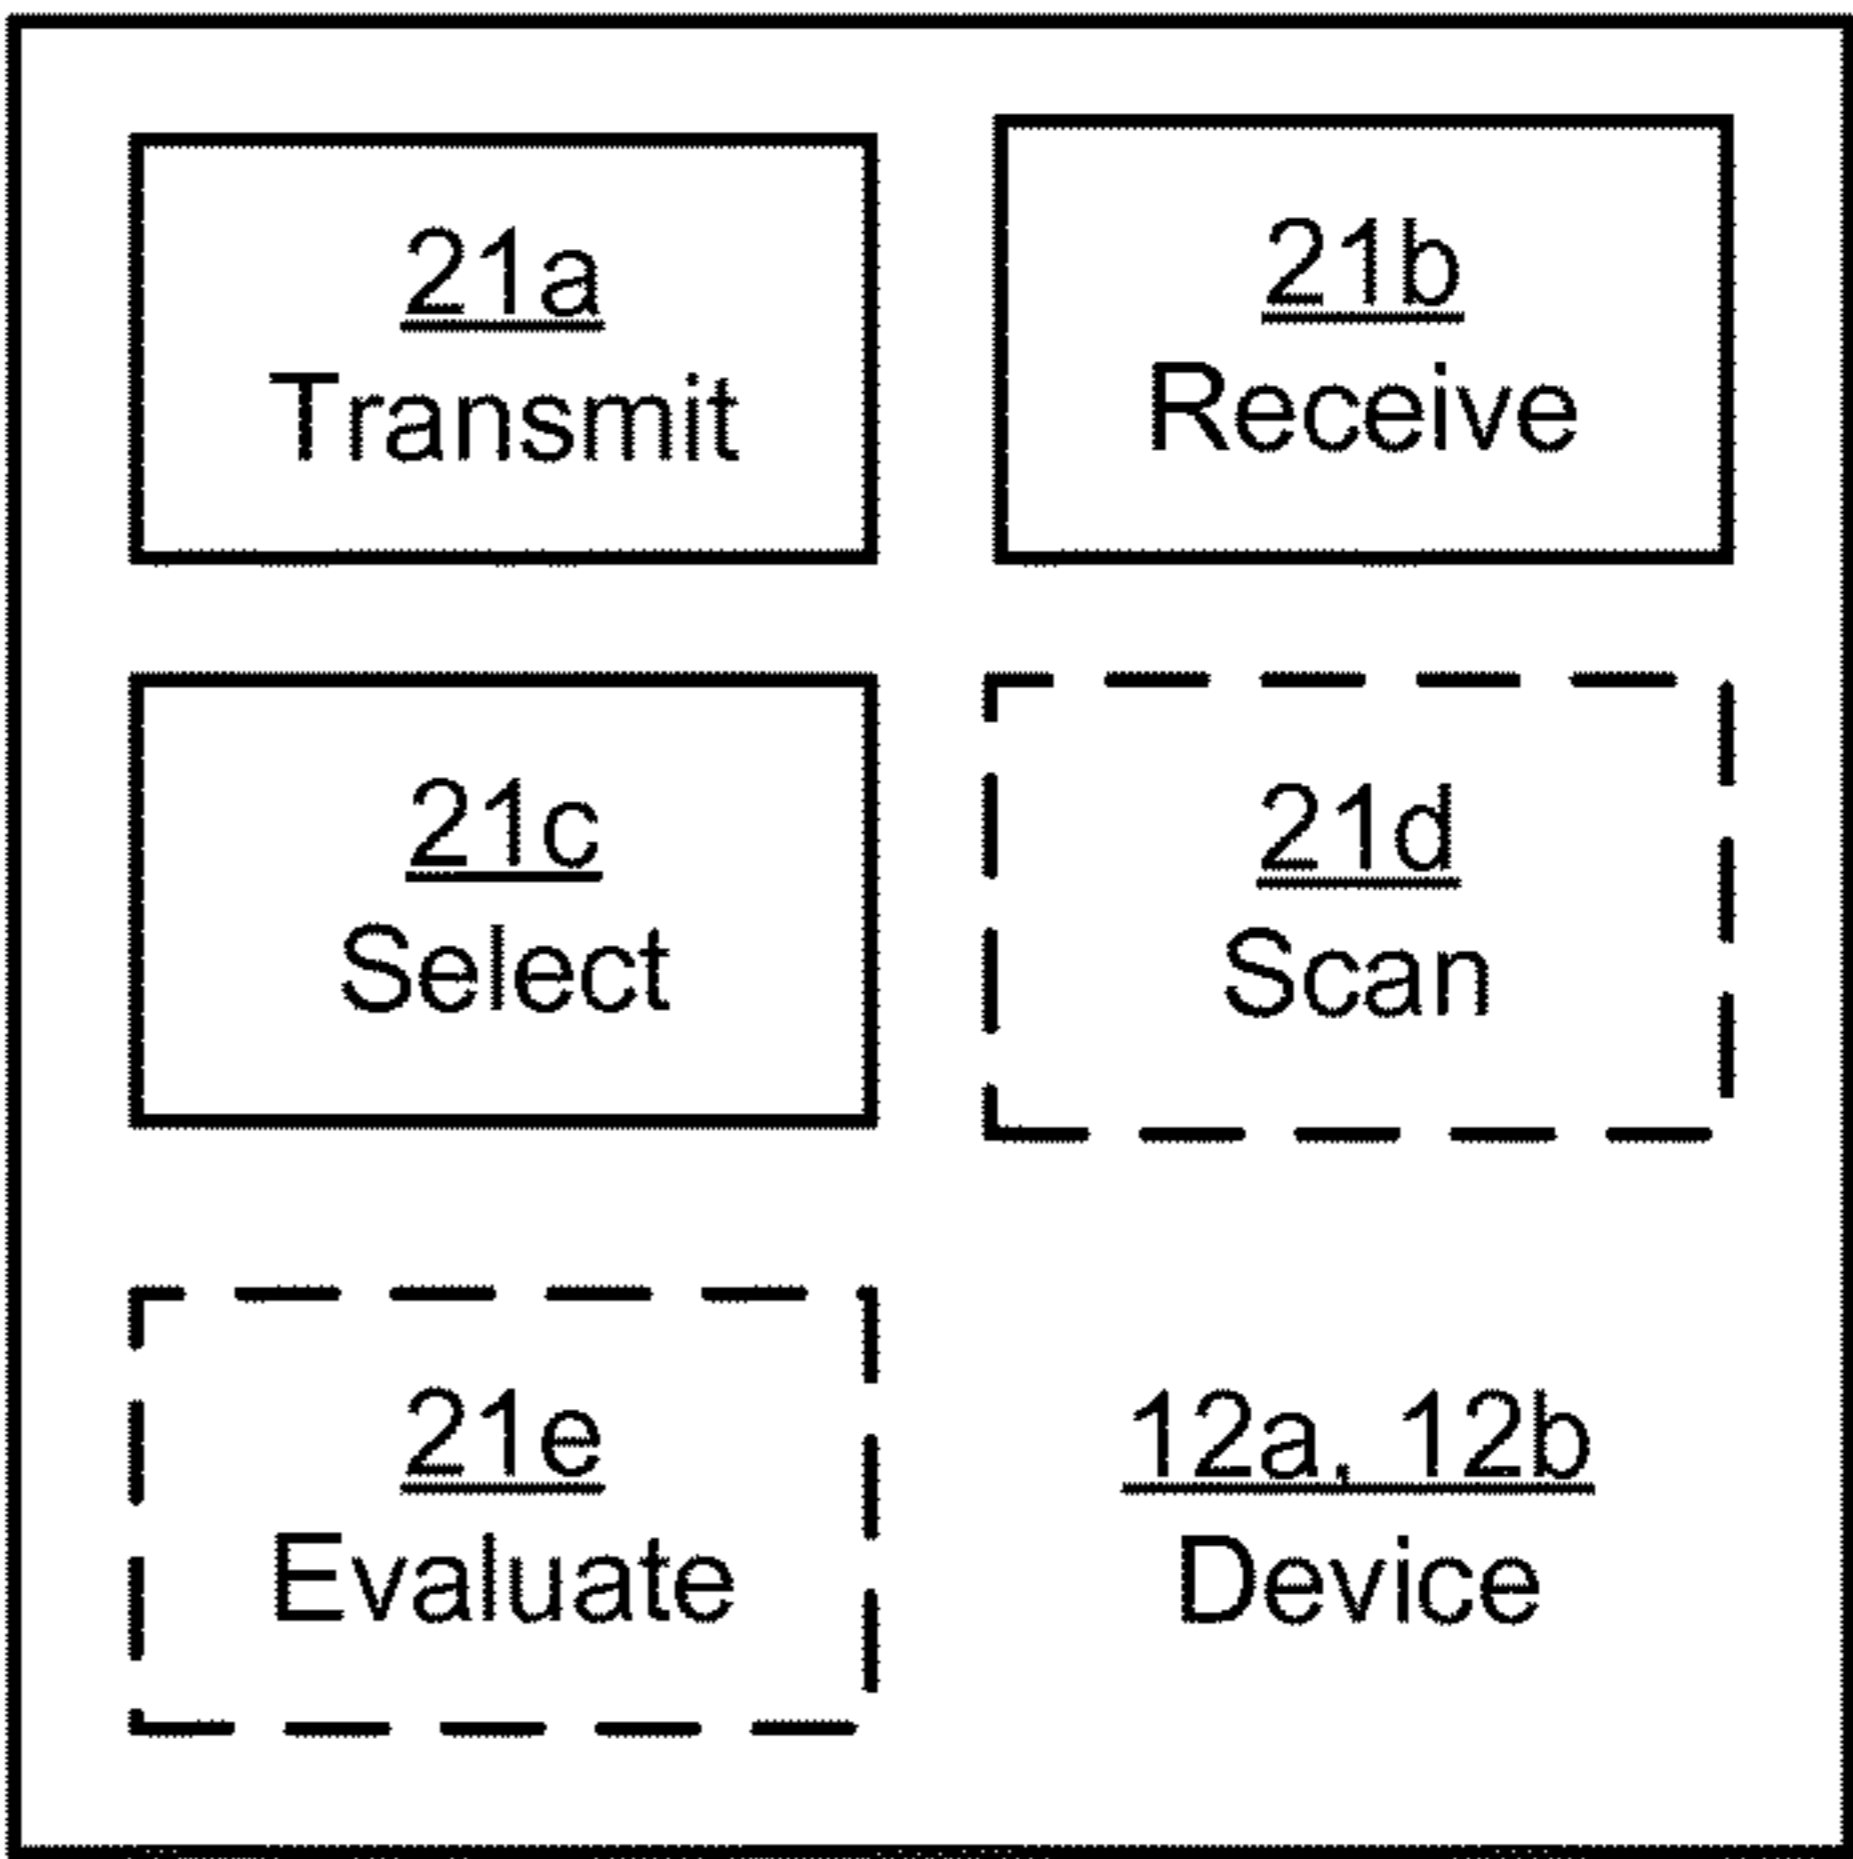 21a
Transmit
21b
Receive
21c
Select
21d
Scan
21e
Evaluate
12a, 12b
Device